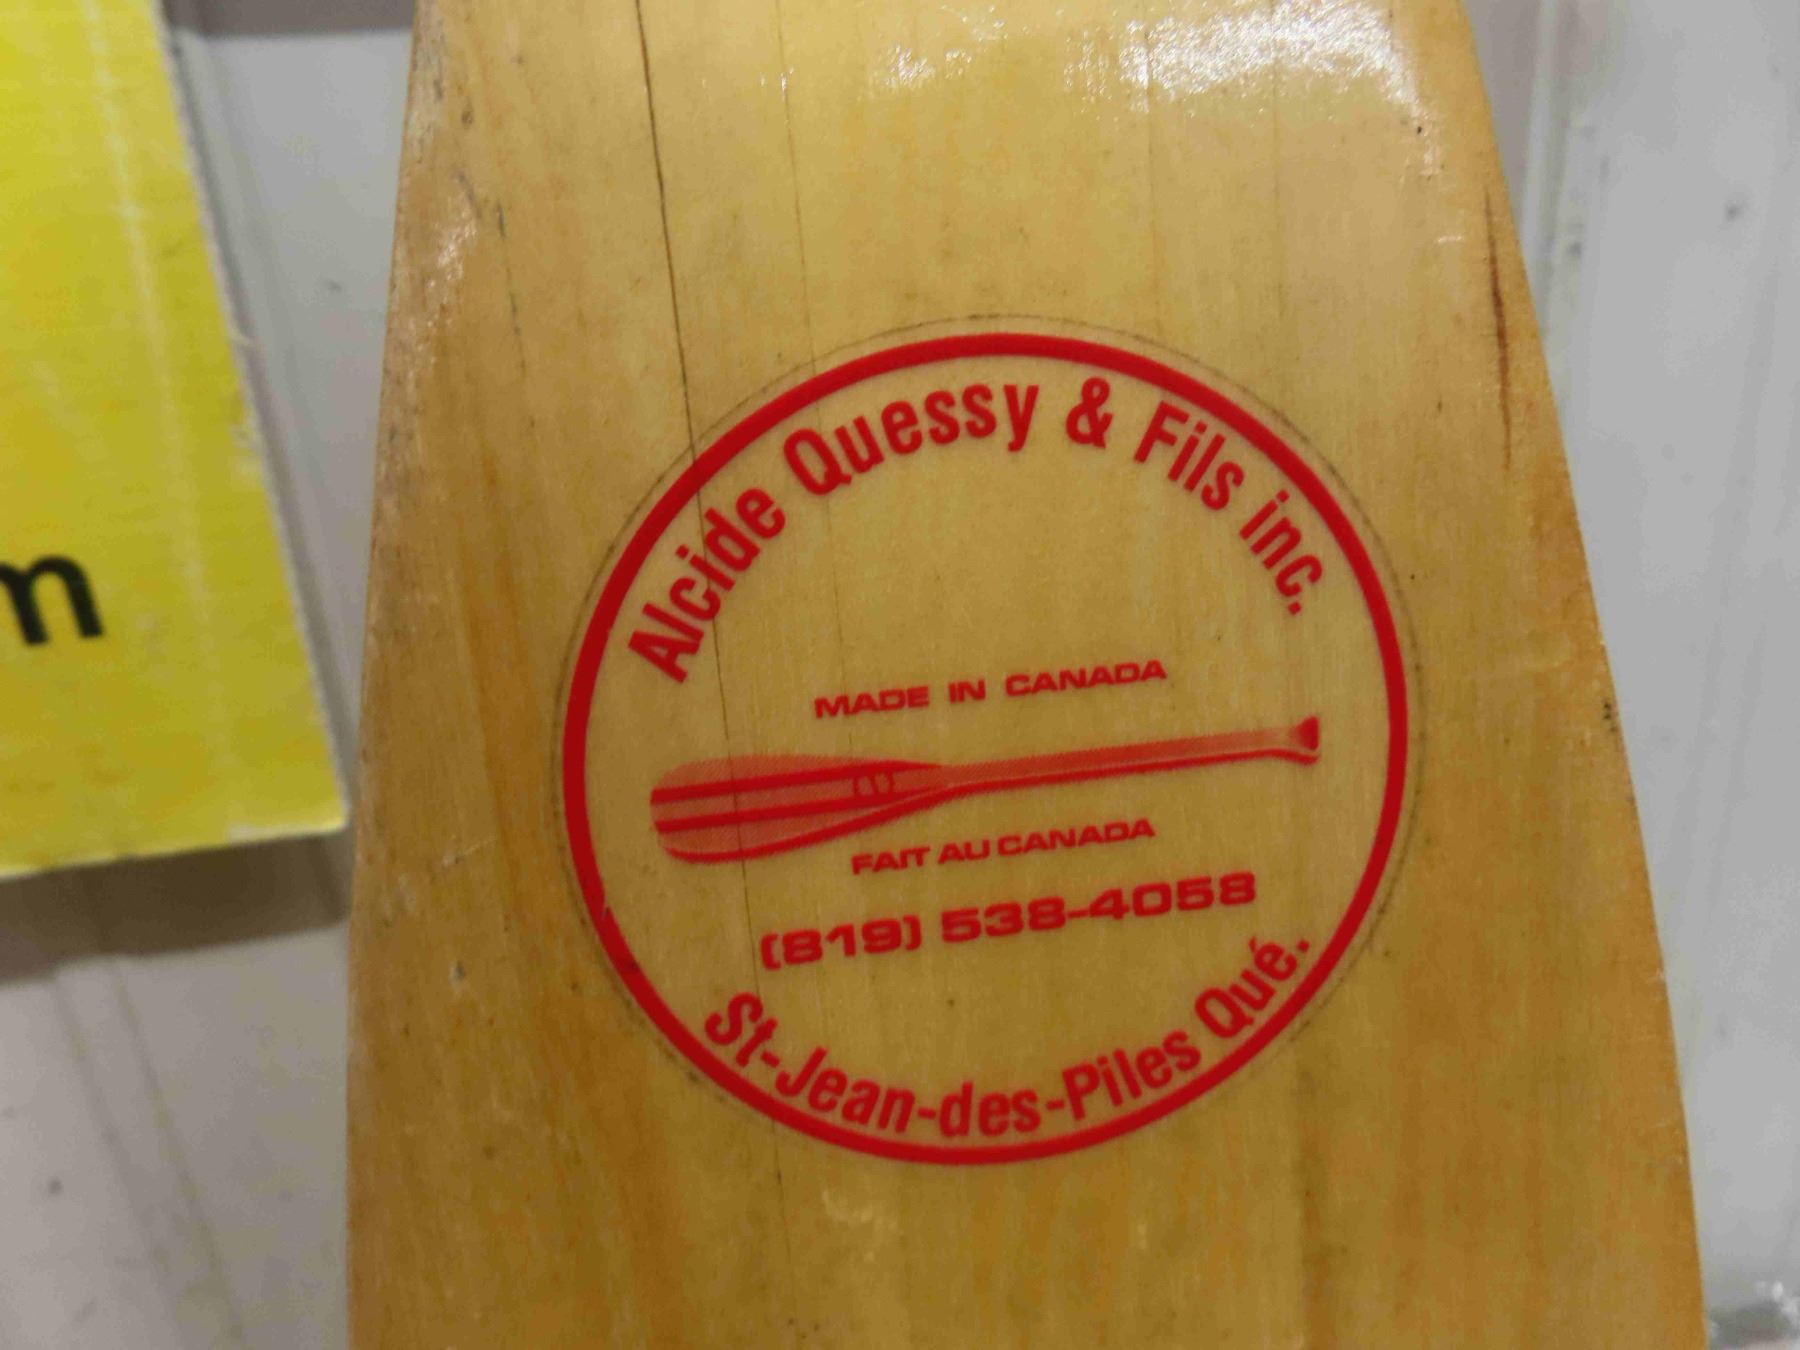 Alcide Quessy & Fils inc.
MADE IN CANADA
FAIT AU CANADA
(819) 538-4058
St-Jean-des-Piles Qué.
m